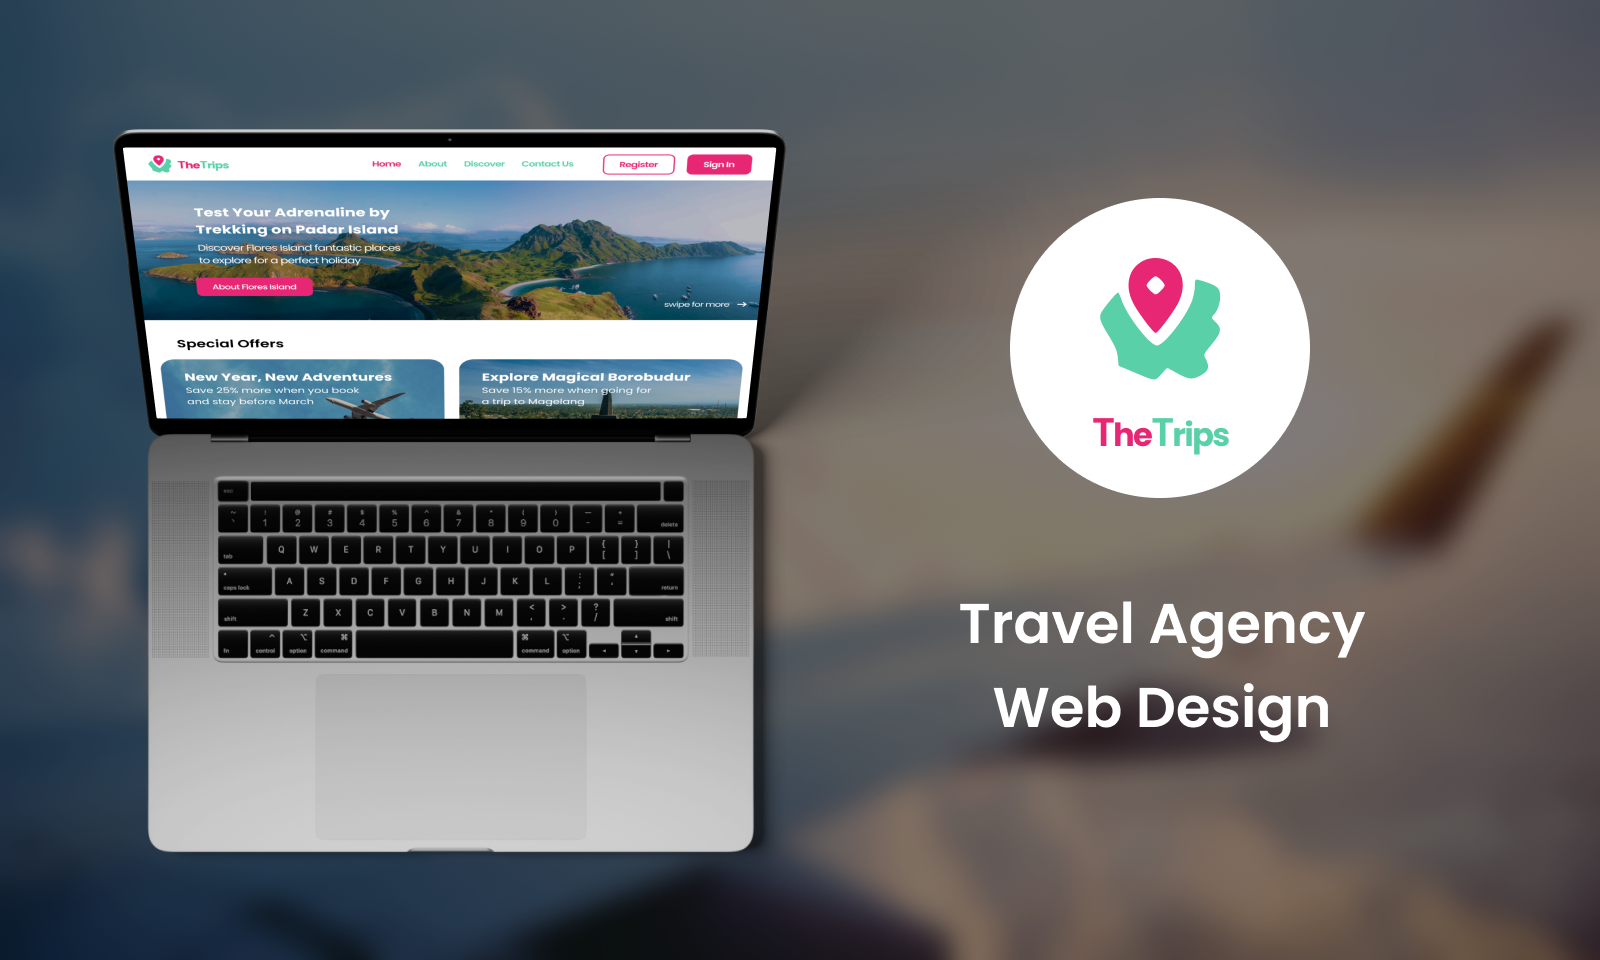 TheTrips
Home About Discover Contact Us Register Sign In
Test Your Adrenaline by
Trekking on Padar Island
Discover Flores Island fantastic places
to explore for a perfect holiday
About Flores Island
swipe for more →
Special Offers
New Year, New Adventures
Save 25% more when you book
and stay before March
Explore Magical Borobudur
Save 15% more when going for
a trip to Magelang
esc
~ ! @ # $ % ^ & * ( ) — +
` 1 2 3 4 5 6 7 8 9 0 - = delete
tab Q W E R T Y U I O P { [ } ] | \
caps lock A S D F G H J K L : ; " ' return
shift Z X C V B N M < , > . ? / shift
fn control option command command option
TheTrips
Travel Agency
Web Design